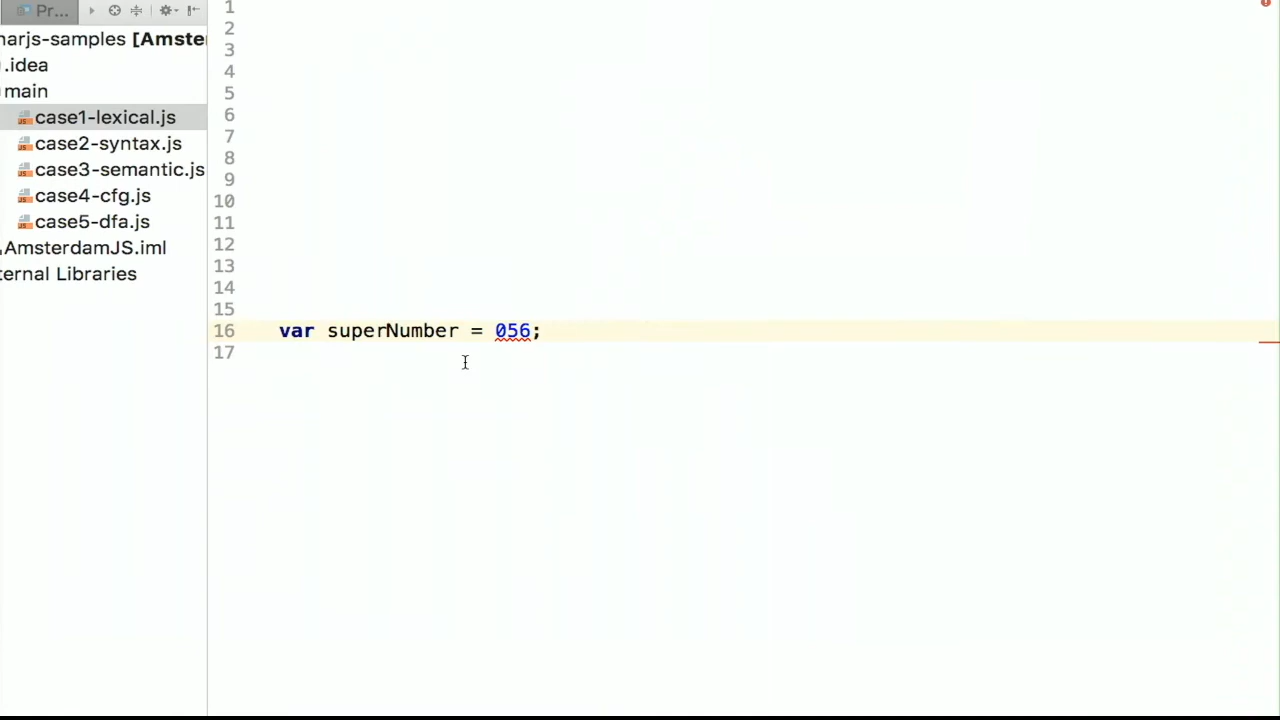 Pr...
narjs-samples [Amste
.idea
main
case1-lexical.js
case2-syntax.js
case3-semantic.js
case4-cfg.js
case5-dfa.js
AmsterdamJS.iml
ternal Libraries
1
2
3
4
5
6
7
8
9
10
11
12
13
14
15
16 var superNumber = 056;
17